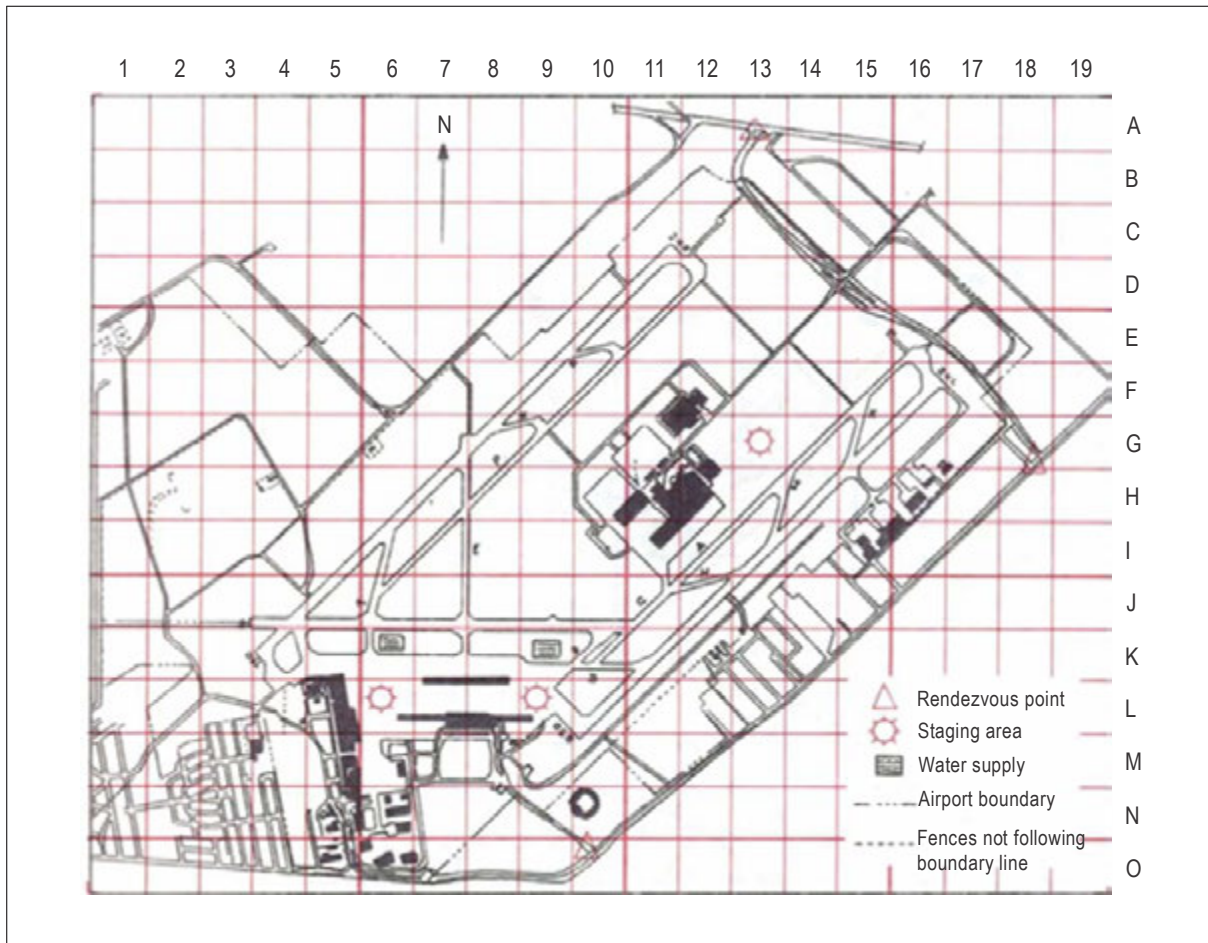 1 2 3 4 5 6 7 8 9 10 11 12 13 14 15 16 17 18 19
N
A
B
C
D
E
F
G
H
I
J
K
L
M
N
O
Rendezvous point
Staging area
Water supply
Airport boundary
Fences not following
boundary line